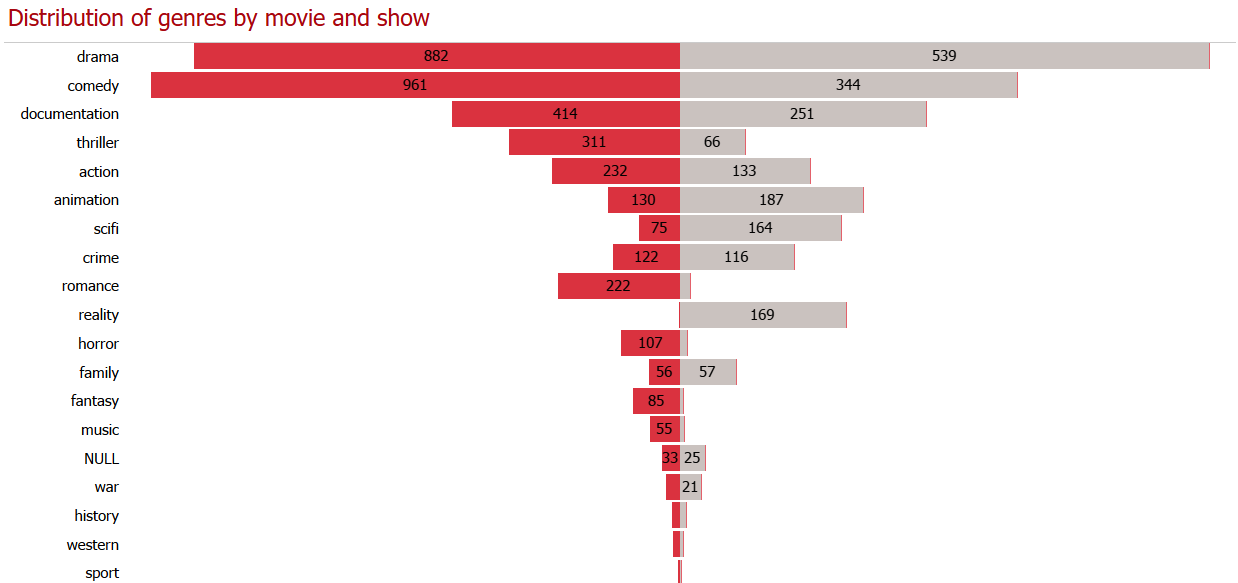 Distribution of genres by movie and show
drama 882 539
comedy 961 344
documentation 414 251
thriller 311 66
action 232 133
animation 130 187
scifi 75 164
crime 122 116
romance 222
reality 169
horror 107
family 56 57
fantasy 85
music 55
NULL 33 25
war 21
history
western
sport